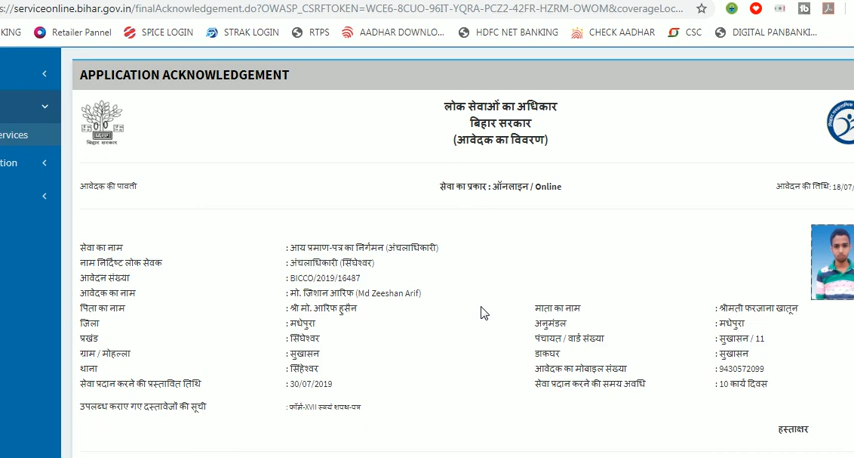 s://serviceonline.bihar.gov.in/finalAcknowledgement.do?OWASP_CSRFTOKEN=WCE6-8CUO-96IT-YQRA-PCZ2-42FR-HZRM-OWOM&coverageLoc...
KING Retailer Panel SPICE LOGIN STRAK LOGIN RTPS AADHAR DOWNLO... HDFC NET BANKING CHECK AADHAR CSC DIGITAL PANBANKI...
APPLICATION ACKNOWLEDGEMENT
लोक सेवाओं का अधिकार
बिहार सरकार
(आवेदक का विवरण)
ervices
tion
आवेदक की पावती सेवा का प्रकार : ऑनलाइन / Online आवेदन की तिथि: 18/07/
सेवा का नाम : आय प्रमाण-पत्र का निर्गमन (अंचलाधिकारी)
नाम निर्दिष्ट लोक सेवक : अंचलाधिकारी (सिंघेश्वर)
आवेदन संख्या : BICCO/2019/16487
आवेदक का नाम : मो. जिशान आरिफ (Md Zeeshan Arif)
पिता का नाम : श्री मो. आरिफ हुसैन माता का नाम : श्रीमती फरजाना खातून
जिला : मधेपुरा अनुमंडल : मधेपुरा
प्रखंड : सिंघेश्वर पंचायत / वार्ड संख्या : सुखासन / 11
ग्राम / मोहल्ला : सुखासन डाकघर : सुखासन
थाना : सिंहेश्वर आवेदक का मोबाइल संख्या : 9430572099
सेवा प्रदान करने की प्रस्तावित तिथि : 30/07/2019 सेवा प्रदान करने की समय अवधि : 10 कार्य दिवस
उपलब्ध कराए गए दस्तावेजों की सूची : फॉर्म-XVII स्वयं शपथ-पत्र
हस्ताक्षर